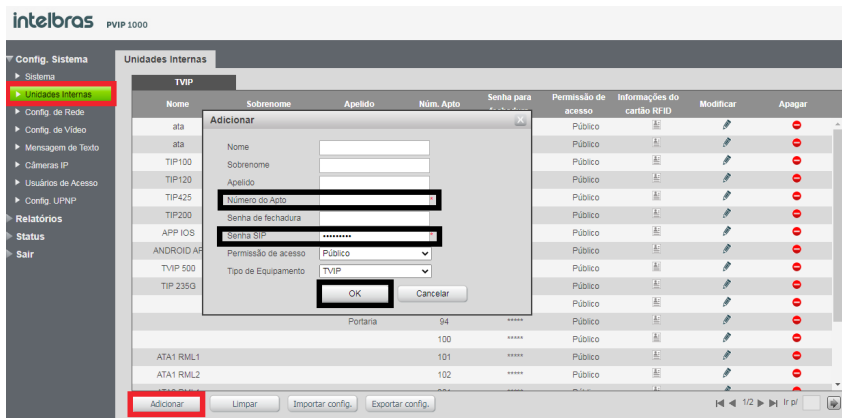 intelbras PVIP 1000
Config. Sistema
Sistema
Unidades Internas
Config. de Rede
Config. de Vídeo
Mensagem de Texto
Câmeras IP
Usuários de Acesso
Config. UPNP
Relatórios
Status
Sair
Unidades Internas
TVIP
Nome Sobrenome Apelido Núm. Apto Senha para Permissão de acesso Informações do cartão RFID Modificar Apagar
ata Público
ata Público
TIP100 Público
TIP120 Público
TIP425 Público
TIP200 Público
APP IOS Público
ANDROID Público
TVIP 500 Público
TIP 235G Público
Público
Portaria 94 ***** Público
100 ***** Público
ATA1 RML1 101 ***** Público
ATA1 RML2 102 ***** Público
Adicionar
Nome
Sobrenome
Apelido
Número do Apto *
Senha de fechadura
Senha SIP ••••••••• *
Permissão de acesso Público
Tipo de Equipamento TVIP
OK Cancelar
Adicionar Limpar Importar config. Exportar config. 1/2 Ir p/